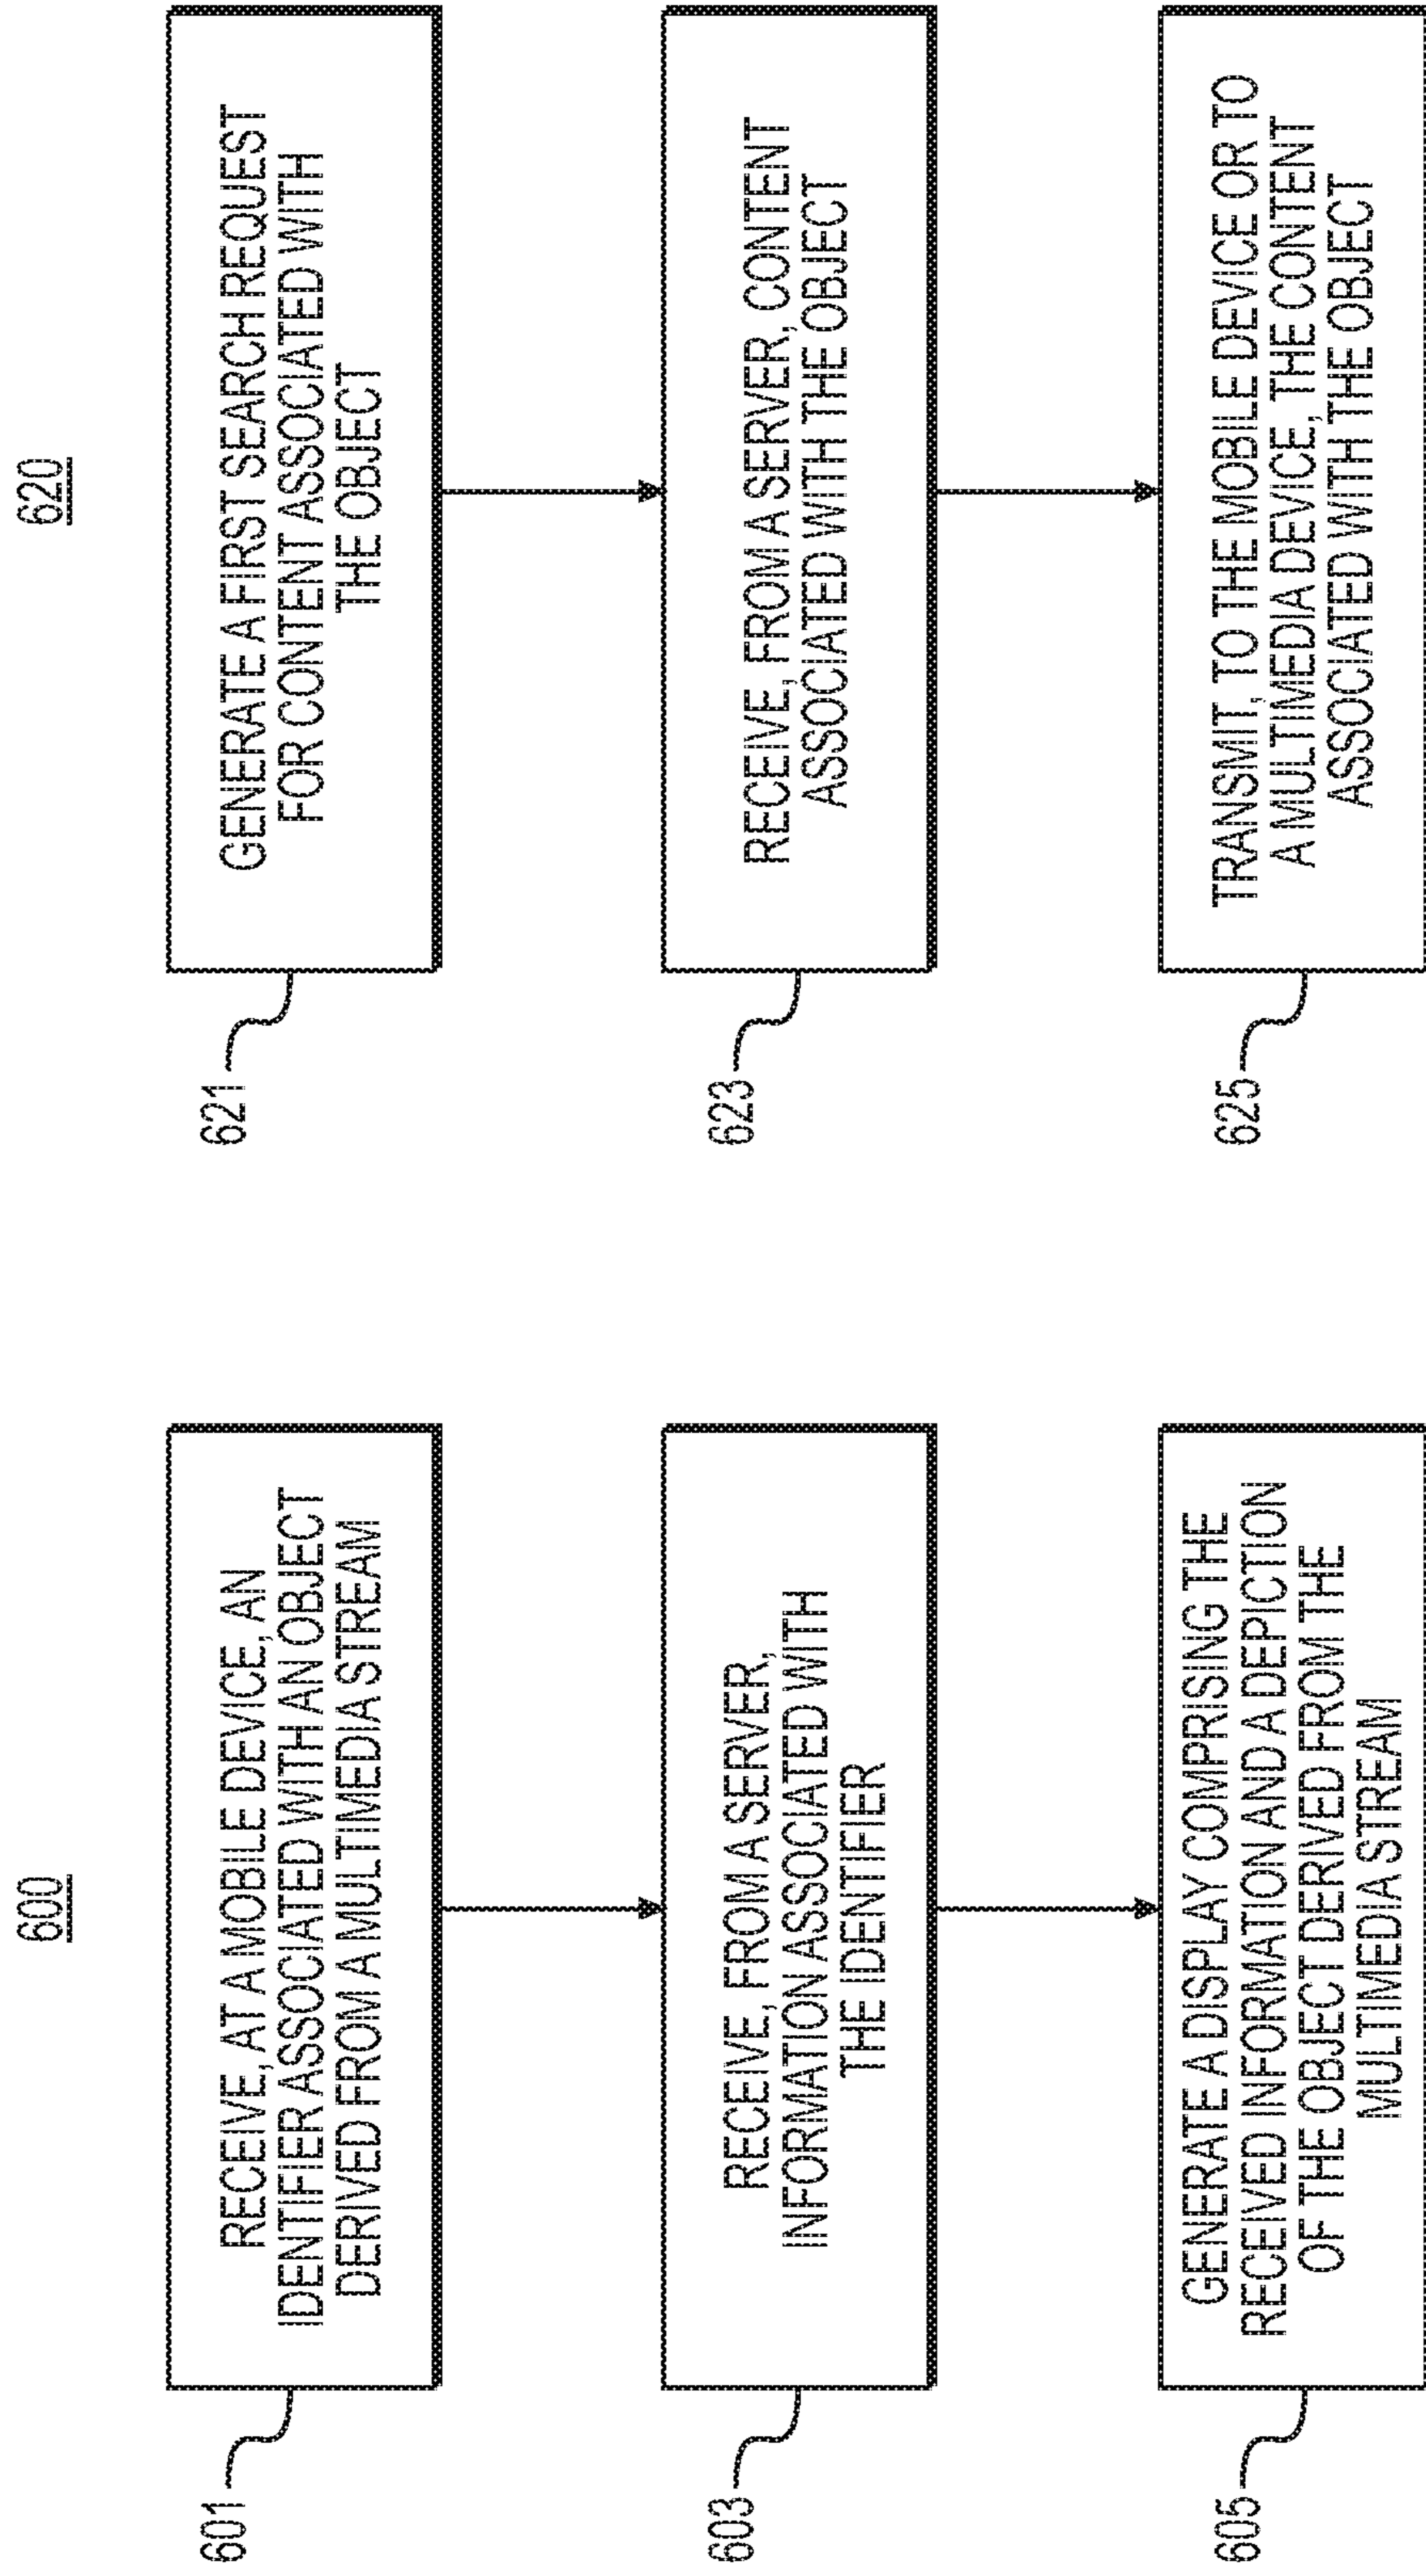 600
601
RECEIVE, AT A MOBILE DEVICE, AN
IDENTIFIER ASSOCIATED WITH AN OBJECT
DERIVED FROM A MULTIMEDIA STREAM
603
RECEIVE, FROM A SERVER,
INFORMATION ASSOCIATED WITH
THE IDENTIFIER
605
GENERATE A DISPLAY COMPRISING THE
RECEIVED INFORMATION AND A DEPICTION
OF THE OBJECT DERIVED FROM THE
MULTIMEDIA STREAM
620
621
GENERATE A FIRST SEARCH REQUEST
FOR CONTENT ASSOCIATED WITH
THE OBJECT
623
RECEIVE, FROM A SERVER, CONTENT
ASSOCIATED WITH THE OBJECT
625
TRANSMIT, TO THE MOBILE DEVICE OR TO
A MULTIMEDIA DEVICE, THE CONTENT
ASSOCIATED WITH THE OBJECT